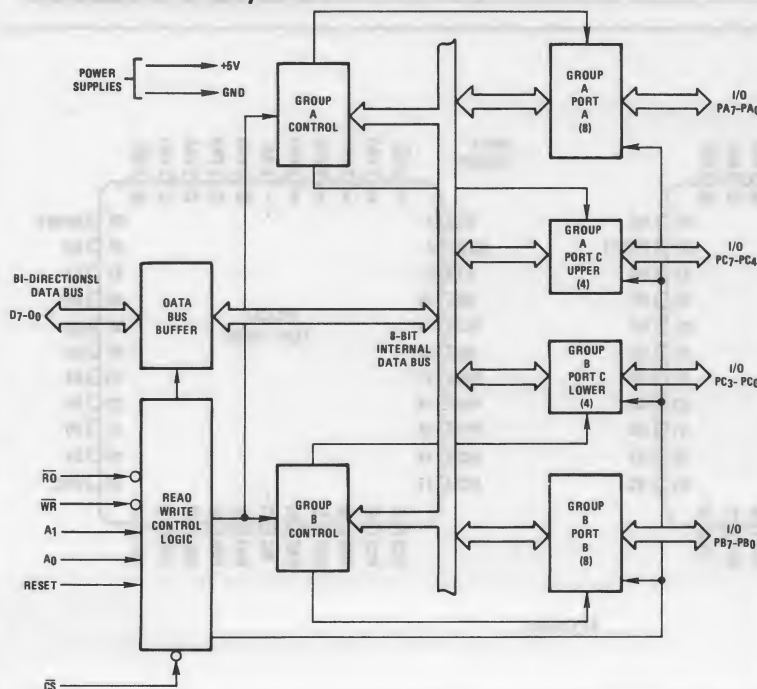 POWER
SUPPLIES
+5V
GND
GROUP
A
CONTROL
GROUP
A
PORT
A
(8)
I/O
PA7-PA0
GROUP
A
PORT C
UPPER
(4)
I/O
PC7-PC4
BI-DIRECTIONSL
DATA BUS
D7-O0
OATA
BUS
BUFFER
8-BIT
INTERNAL
DATA BUS
GROUP
B
PORT C
LOWER
(4)
I/O
PC3-PC0
RO
WR
A1
A0
RESET
CS
REAO
WRITE
CONTROL
LOGIC
GROUP
B
CONTROL
GROUP
B
PORT
B
(8)
I/O
PB7-PB0